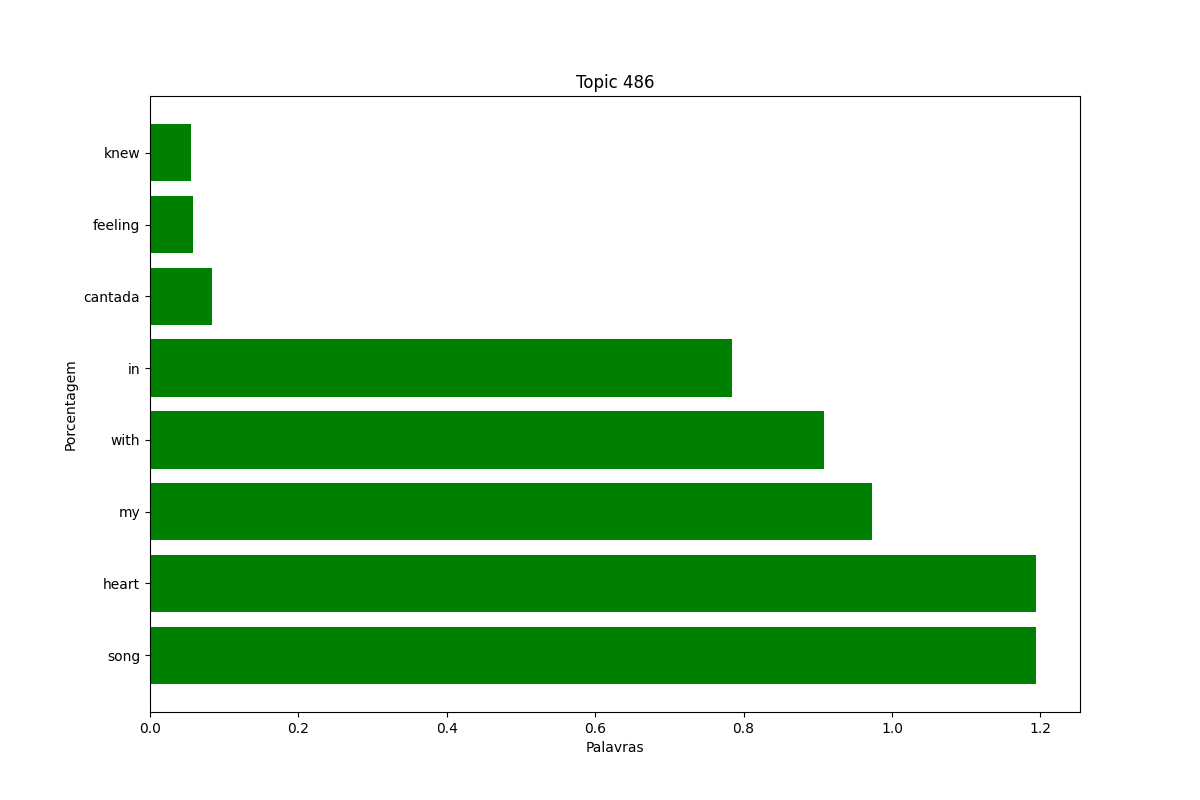 Topic 486
knew
feeling
cantada
in
with
my
heart
song
Porcentagem
0.0 0.2 0.4 0.6 0.8 1.0 1.2
Palavras